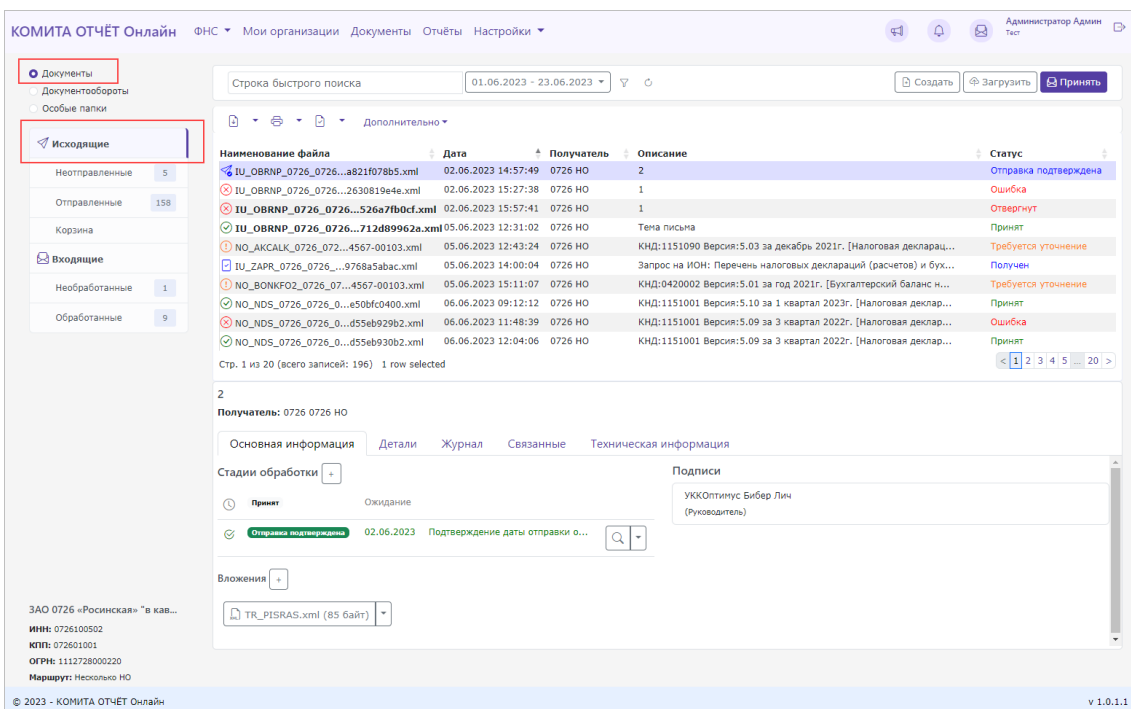 КОМИТА ОТЧЁТ Онлайн ФНС Мои организации Документы Отчёты Настройки Администратор Админ
Тест
Документы
Документообороты
Особые папки
Исходящие
Неотправленные 5
Отправленные 158
Корзина
Входящие
Необработанные 1
Обработанные 9
Строка быстрого поиска 01.06.2023 - 23.06.2023 Создать Загрузить Принять
Дополнительно
Наименование файла Дата Получатель Описание Статус
IU_OBRNP_0726_0726...a821f078b5.xml 02.06.2023 14:57:49 0726 НО 2 Отправка подтверждена
IU_OBRNP_0726_0726...2630819e4e.xml 02.06.2023 15:27:38 0726 НО 1 Ошибка
IU_OBRNP_0726_0726...526a7fb0cf.xml 02.06.2023 15:57:41 0726 НО 1 Отвергнут
IU_OBRNP_0726_0726...712d89962a.xml 05.06.2023 12:31:02 0726 НО Тема письма Принят
NO_AKCALK_0726_072...4567-00103.xml 05.06.2023 12:43:24 0726 НО КНД:1151090 Версия:5.03 за декабрь 2021г. [Налоговая декларац... Требуется уточнение
IU_ZAPR_0726_0726_...9768a5abac.xml 05.06.2023 14:00:04 0726 НО Запрос на ИОН: Перечень налоговых деклараций (расчетов) и бух... Получен
NO_BONKFO2_0726_07...4567-00103.xml 05.06.2023 15:11:07 0726 НО КНД:0420002 Версия:5.01 за год 2021г. [Бухгалтерский баланс н... Требуется уточнение
NO_NDS_0726_0726_0...e50bfc0400.xml 06.06.2023 09:12:12 0726 НО КНД:1151001 Версия:5.10 за 1 квартал 2023г. [Налоговая деклар... Принят
NO_NDS_0726_0726_0...d55eb929b2.xml 06.06.2023 11:48:39 0726 НО КНД:1151001 Версия:5.09 за 3 квартал 2022г. [Налоговая деклар... Ошибка
NO_NDS_0726_0726_0...d55eb930b2.xml 06.06.2023 12:04:06 0726 НО КНД:1151001 Версия:5.09 за 3 квартал 2022г. [Налоговая деклар... Принят
Стр. 1 из 20 (всего записей: 196) 1 row selected < 1 2 3 4 5 ... 20 >
2
Получатель: 0726 0726 НО
Основная информация Детали Журнал Связанные Техническая информация
Стадии обработки + Подписи
Принят Ожидание УККОптимус Бибер Лич
(Руководитель)
Отправка подтверждена 02.06.2023 Подтверждение даты отправки о...
Вложения +
TR_PISRAS.xml (85 байт)
ЗАО 0726 «Росинская» "в кав...
ИНН: 0726100502
КПП: 072601001
ОГРН: 1112728000220
Маршрут: Несколько НО
© 2023 - КОМИТА ОТЧЁТ Онлайн v 1.0.1.1